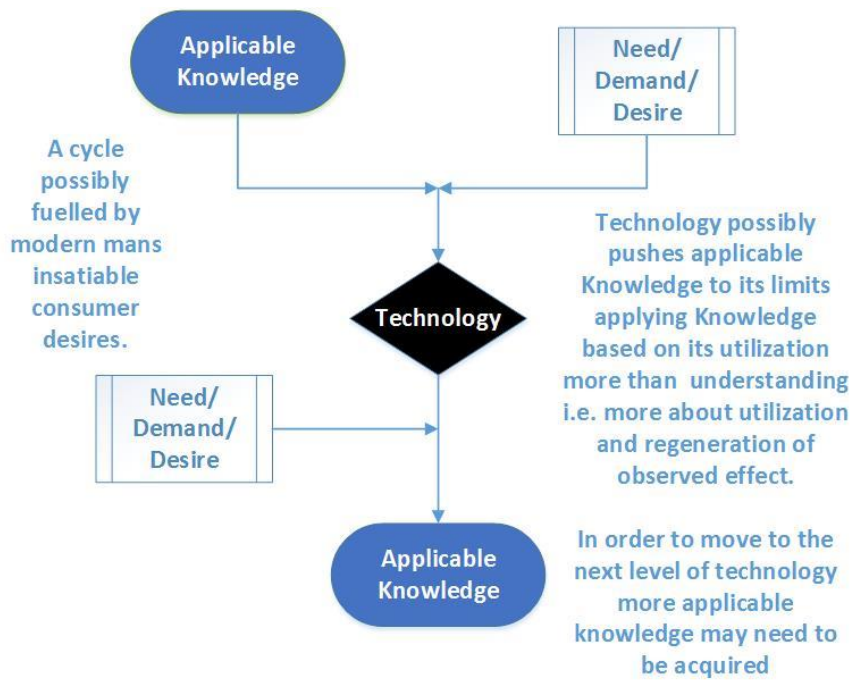 Applicable
Knowledge
Need/
Demand/
Desire
A cycle
possibly
fuelled by
modern mans
insatiable
consumer
desires.
Technology possibly
pushes applicable
Knowledge to its limits
applying Knowledge
based on its utilization
more than understanding
i.e. more about utilization
and regeneration of
observed effect.
Technology
Need/
Demand/
Desire
Applicable
Knowledge
In order to move to the
next level of technology
more applicable
knowledge may need to
be acquired